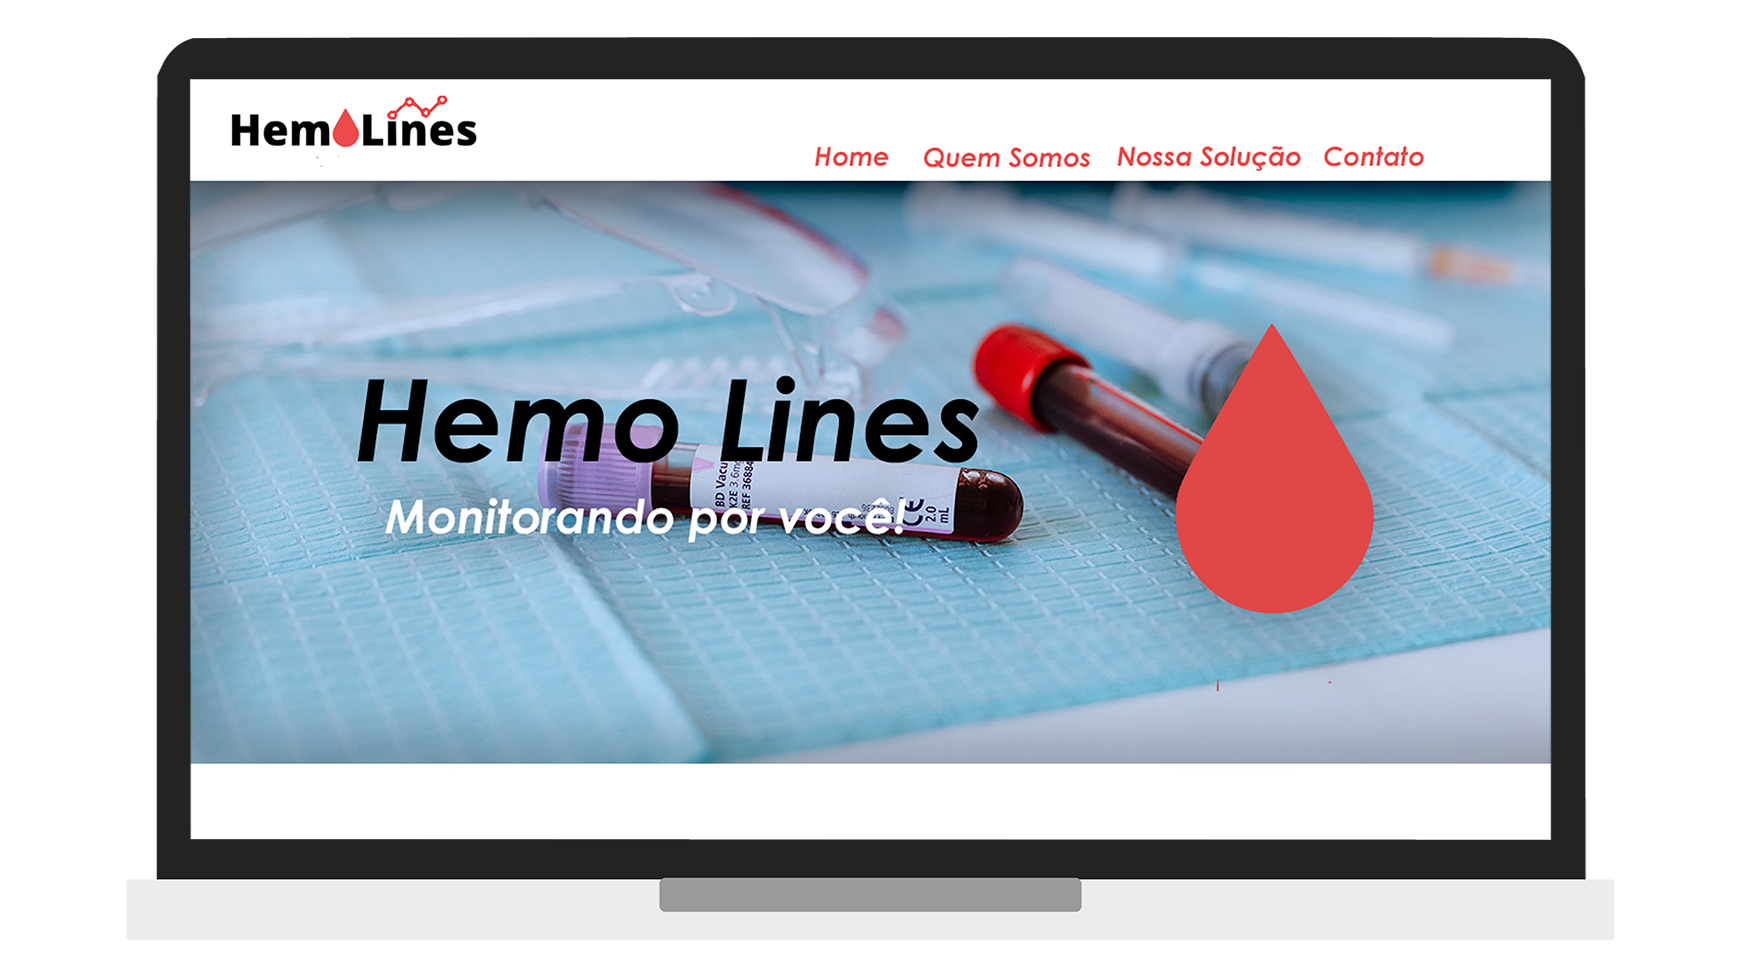 HemoLines
Home Quem Somos Nossa Solução Contato
Hemo Lines
Monitorando por você!
BD Vacu
K2E 3.6m
REF 36884
CE
2.0
mL